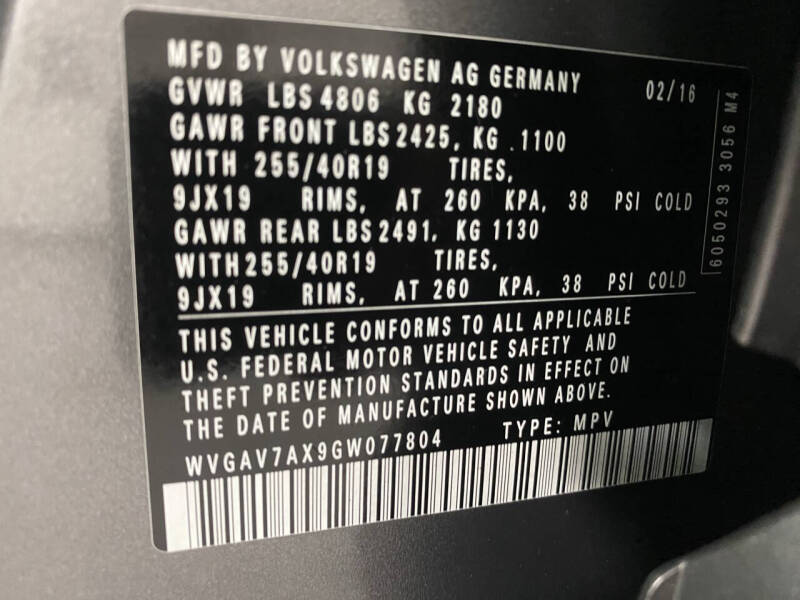 MFD BY VOLKSWAGEN AG GERMANY 02/16
GVWR LBS 4806 KG 2180
GAWR FRONT LBS 2425, KG .1100
WITH 255/40R19 TIRES,
9JX19 RIMS, AT 260 KPA, 38 PSI COLD
GAWR REAR LBS 2491, KG 1130
WITH 255/40R19 TIRES,
9JX19 RIMS, AT 260 KPA, 38 PSI COLD
THIS VEHICLE CONFORMS TO ALL APPLICABLE
U.S. FEDERAL MOTOR VEHICLE SAFETY AND
THEFT PREVENTION STANDARDS IN EFFECT ON
THE DATE OF MANUFACTURE SHOWN ABOVE.
WVGAV7AX9GW077804 TYPE: MPV
6050293 3056 M4